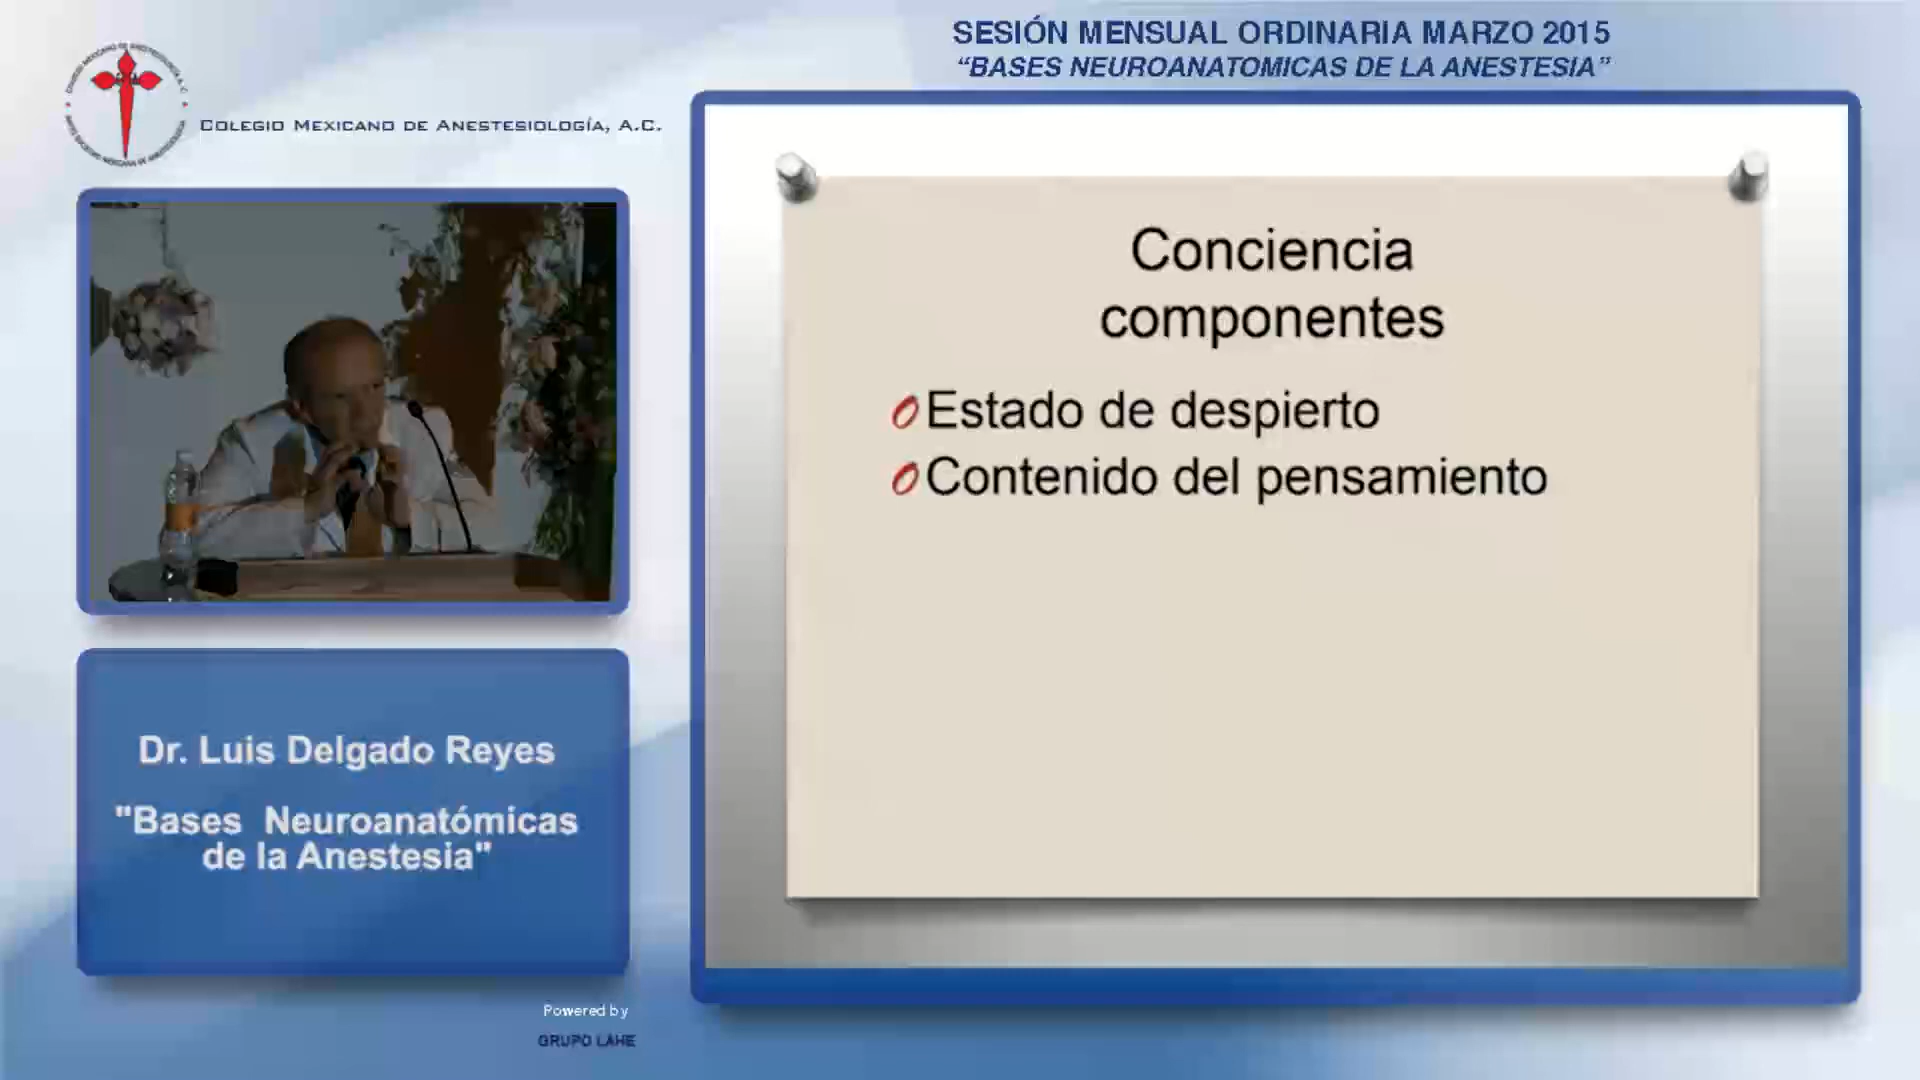 SESIÓN MENSUAL ORDINARIA MARZO 2015
“BASES NEUROANATOMICAS DE LA ANESTESIA”
COLEGIO MEXICANO DE ANESTESIOLOGÍA, A.C.
Conciencia
componentes
Estado de despierto
Contenido del pensamiento
Dr. Luis Delgado Reyes
"Bases Neuroanatómicas
de la Anestesia"
Powered by
GRUPO LAHE